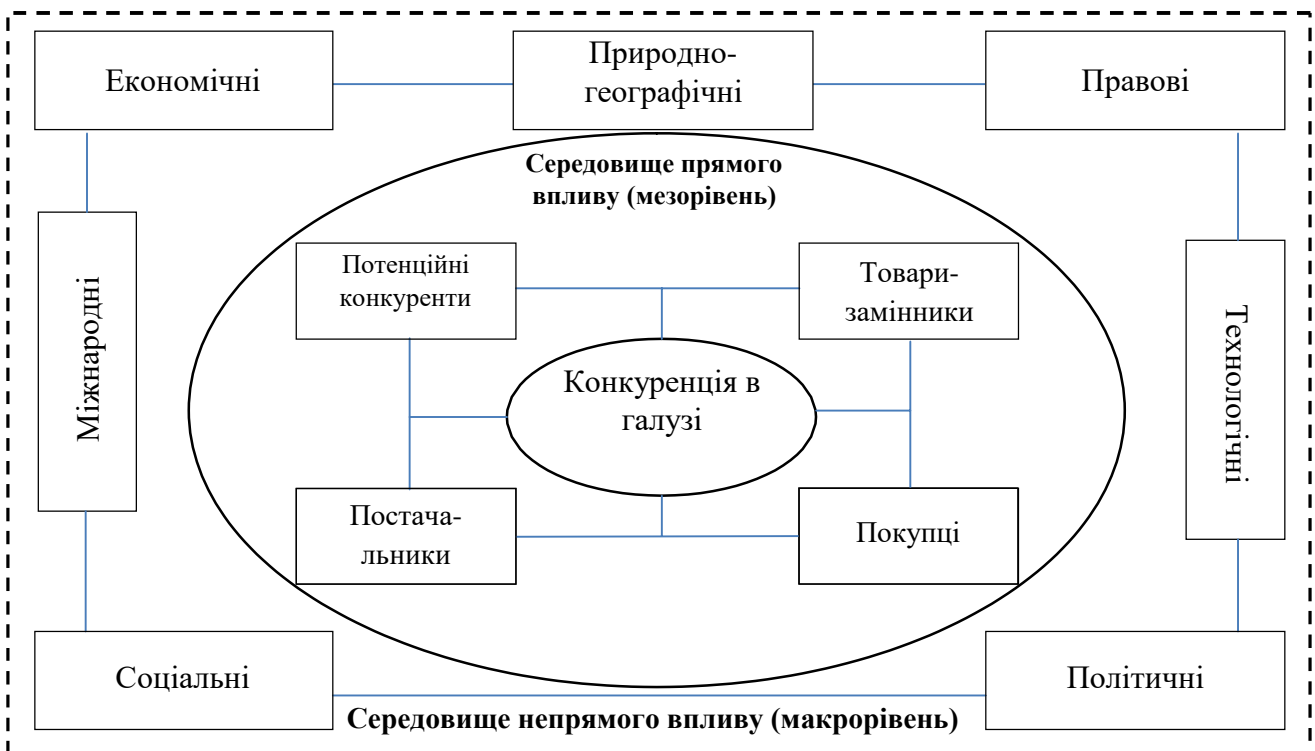 Економічні
Природно-
географічні
Правові
Середовище прямого
впливу (мезорівень)
Міжнародні
Потенційні
конкуренти
Товари-
замінники
Технологічні
Конкуренція в
галузі
Постача-
льники
Покупці
Соціальні
Політичні
Середовище непрямого впливу (макрорівень)